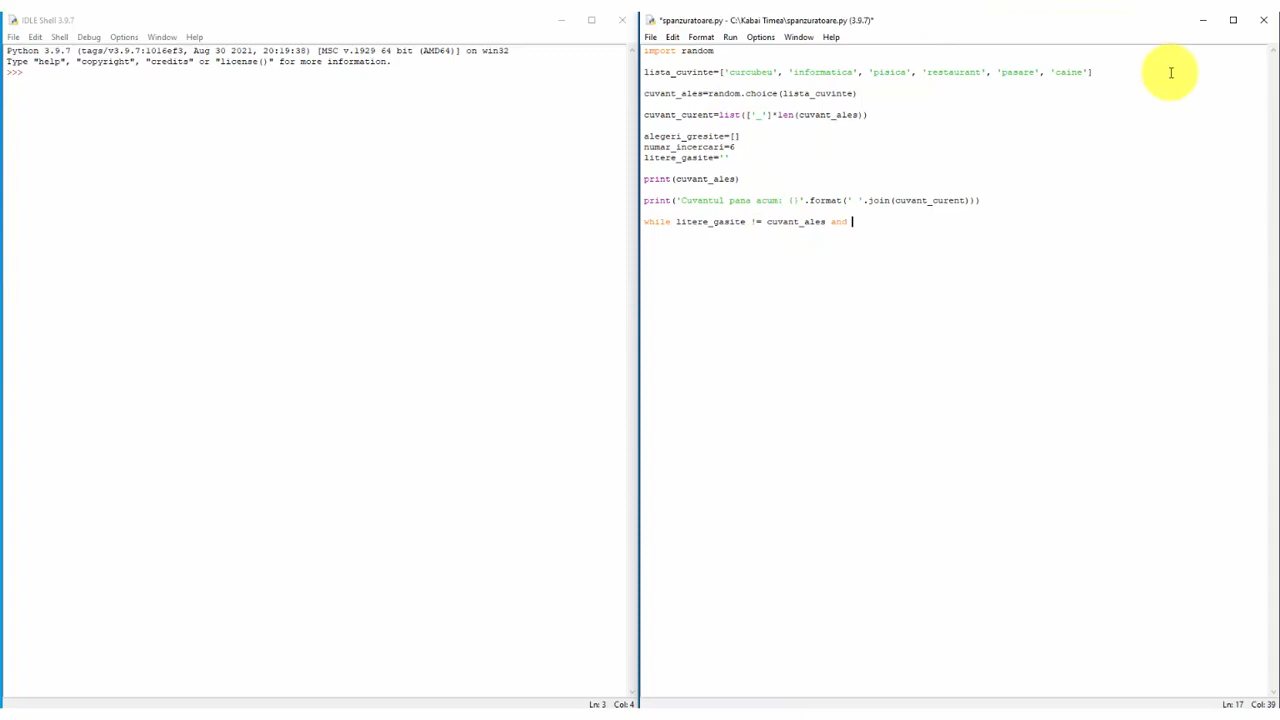 IDLE Shell 3.9.7
File Edit Shell Debug Options Window Help
Python 3.9.7 (tags/v3.9.7:1016ef3, Aug 30 2021, 20:19:38) [MSC v.1929 64 bit (AMD64)] on win32
Type "help", "copyright", "credits" or "license()" for more information.
>>>
Ln: 3 Col: 4
*spanzuratoare.py - C:\Kabai Timea\spanzuratoare.py (3.9.7)*
File Edit Format Run Options Window Help
import random
lista_cuvinte=['curcubeu', 'informatica', 'pisica', 'restaurant', 'pasare', 'caine']
cuvant_ales=random.choice(lista_cuvinte)
cuvant_curent=list(['_']*len(cuvant_ales))
alegeri_gresite=[]
numar_incercari=6
litere_gasite=''
print(cuvant_ales)
print('Cuvantul pana acum: {}'.format(' '.join(cuvant_curent)))
while litere_gasite != cuvant_ales and
Ln: 17 Col: 39